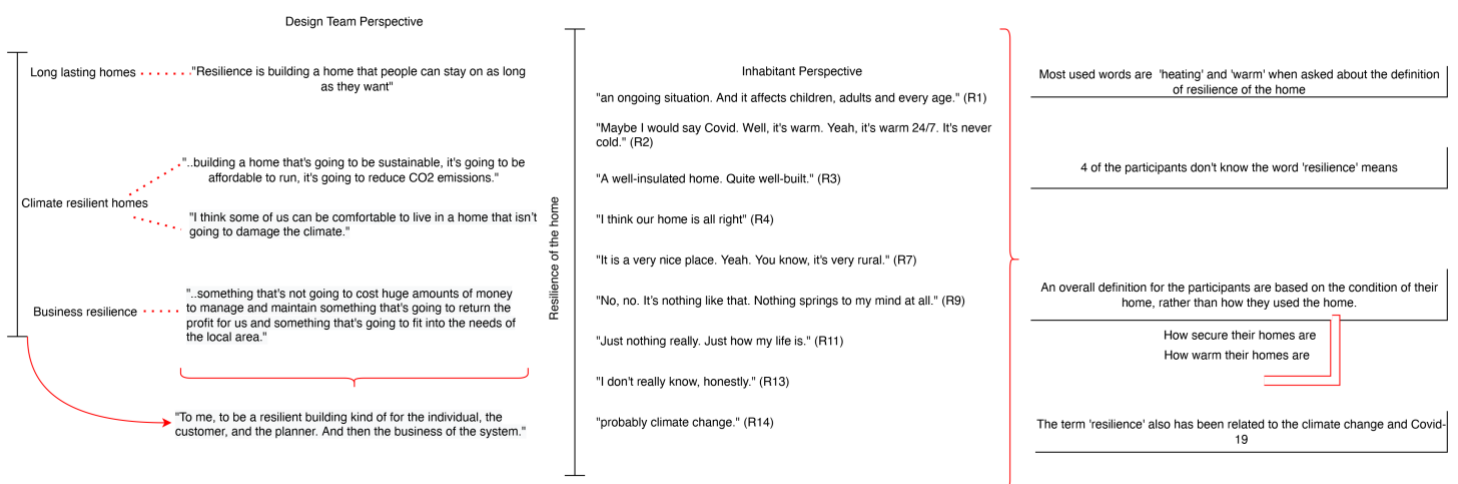 Design Team Perspective
Long lasting homes
"Resilience is building a home that people can stay on as long
as they want"
Climate resilient homes
"..building a home that's going to be sustainable, it's going to be
affordable to run, it's going to reduce CO2 emissions."
"I think some of us can be comfortable to live in a home that isn't
going to damage the climate."
Business resilience
"..something that's not going to cost huge amounts of money
to manage and maintain something that's going to return the
profit for us and something that's going to fit into the needs of
the local area."
"To me, to be a resilient building kind of for the individual, the
customer, and the planner. And then the business of the system."
Resilience of the home
Inhabitant Perspective
"an ongoing situation. And it affects children, adults and every age." (R1)
"Maybe I would say Covid. Well, it's warm. Yeah, it's warm 24/7. It's never
cold." (R2)
"A well-insulated home. Quite well-built." (R3)
"I think our home is all right" (R4)
"It is a very nice place. Yeah. You know, it's very rural." (R7)
"No, no. It's nothing like that. Nothing springs to my mind at all." (R9)
"Just nothing really. Just how my life is." (R11)
"I don't really know, honestly." (R13)
"probably climate change." (R14)
Most used words are 'heating' and 'warm' when asked about the definition
of resilience of the home
4 of the participants don't know the word 'resilience' means
An overall definition for the participants are based on the condition of their
home, rather than how they used the home.
How secure their homes are
How warm their homes are
The term 'resilience' also has been related to the climate change and Covid-
19